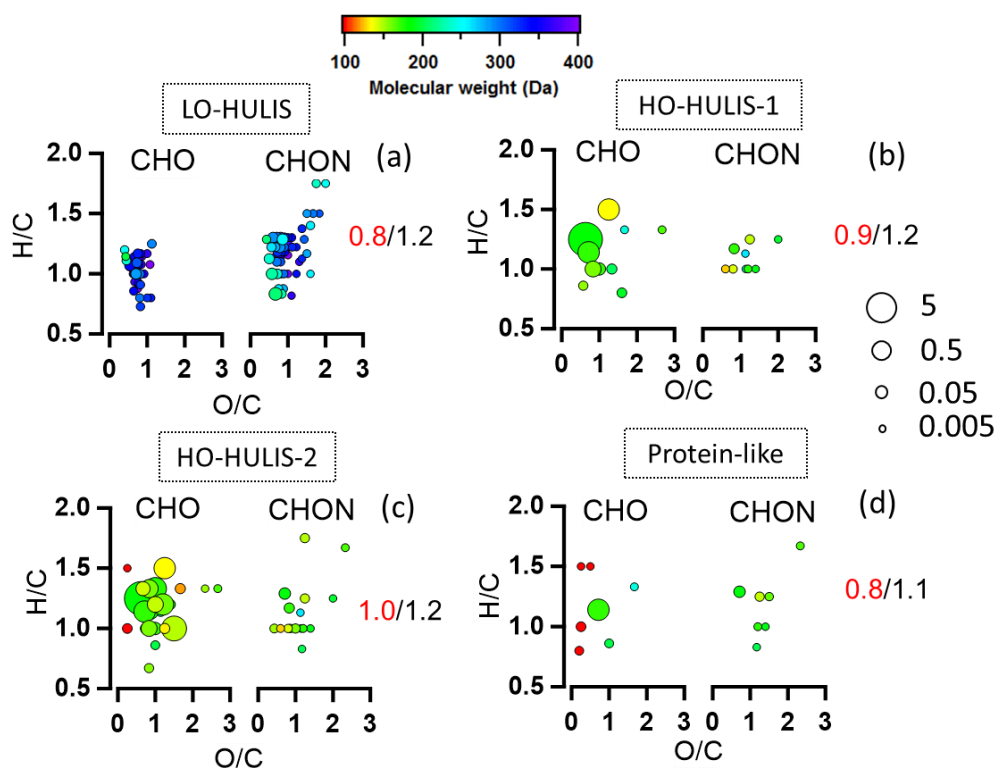 100 200 300 400
Molecular weight (Da)
LO-HULIS
HO-HULIS-1
CHO CHON (a)
CHO CHON (b)
2.0
1.5
1.0
0.5
H/C
0 1 2 3 0 1 2 3
O/C
0.8/1.2
2.0
1.5
1.0
0.5
H/C
0 1 2 3 0 1 2 3
O/C
0.9/1.2
5
0.5
0.05
0.005
HO-HULIS-2
Protein-like
CHO CHON (c)
CHO CHON (d)
2.0
1.5
1.0
0.5
H/C
0 1 2 3 0 1 2 3
O/C
1.0/1.2
2.0
1.5
1.0
0.5
H/C
0 1 2 3 0 1 2 3
O/C
0.8/1.1